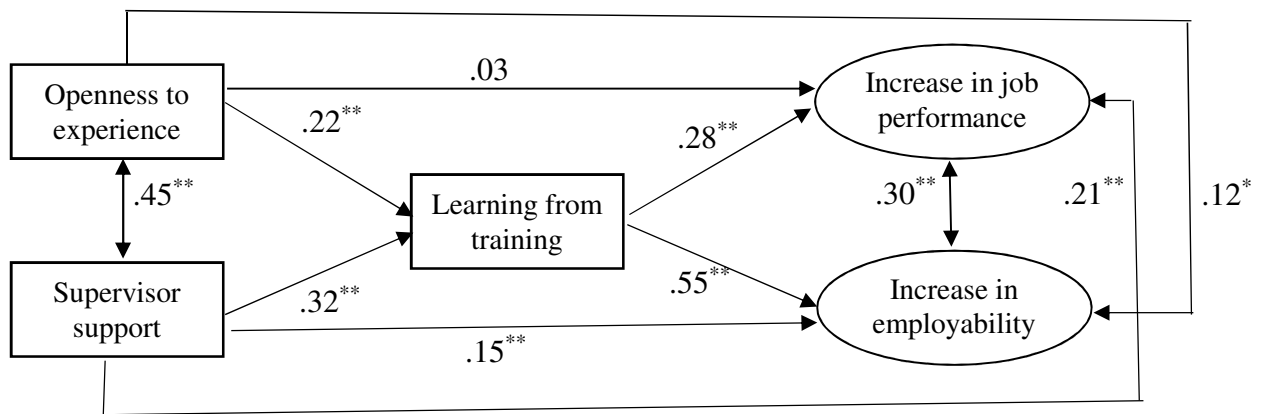 Openness to
experience
.03
Increase in job
performance
.22**
.28**
.45**
Learning from
training
.30**
.21**
.12*
Supervisor
support
.32**
.55**
Increase in
employability
.15**